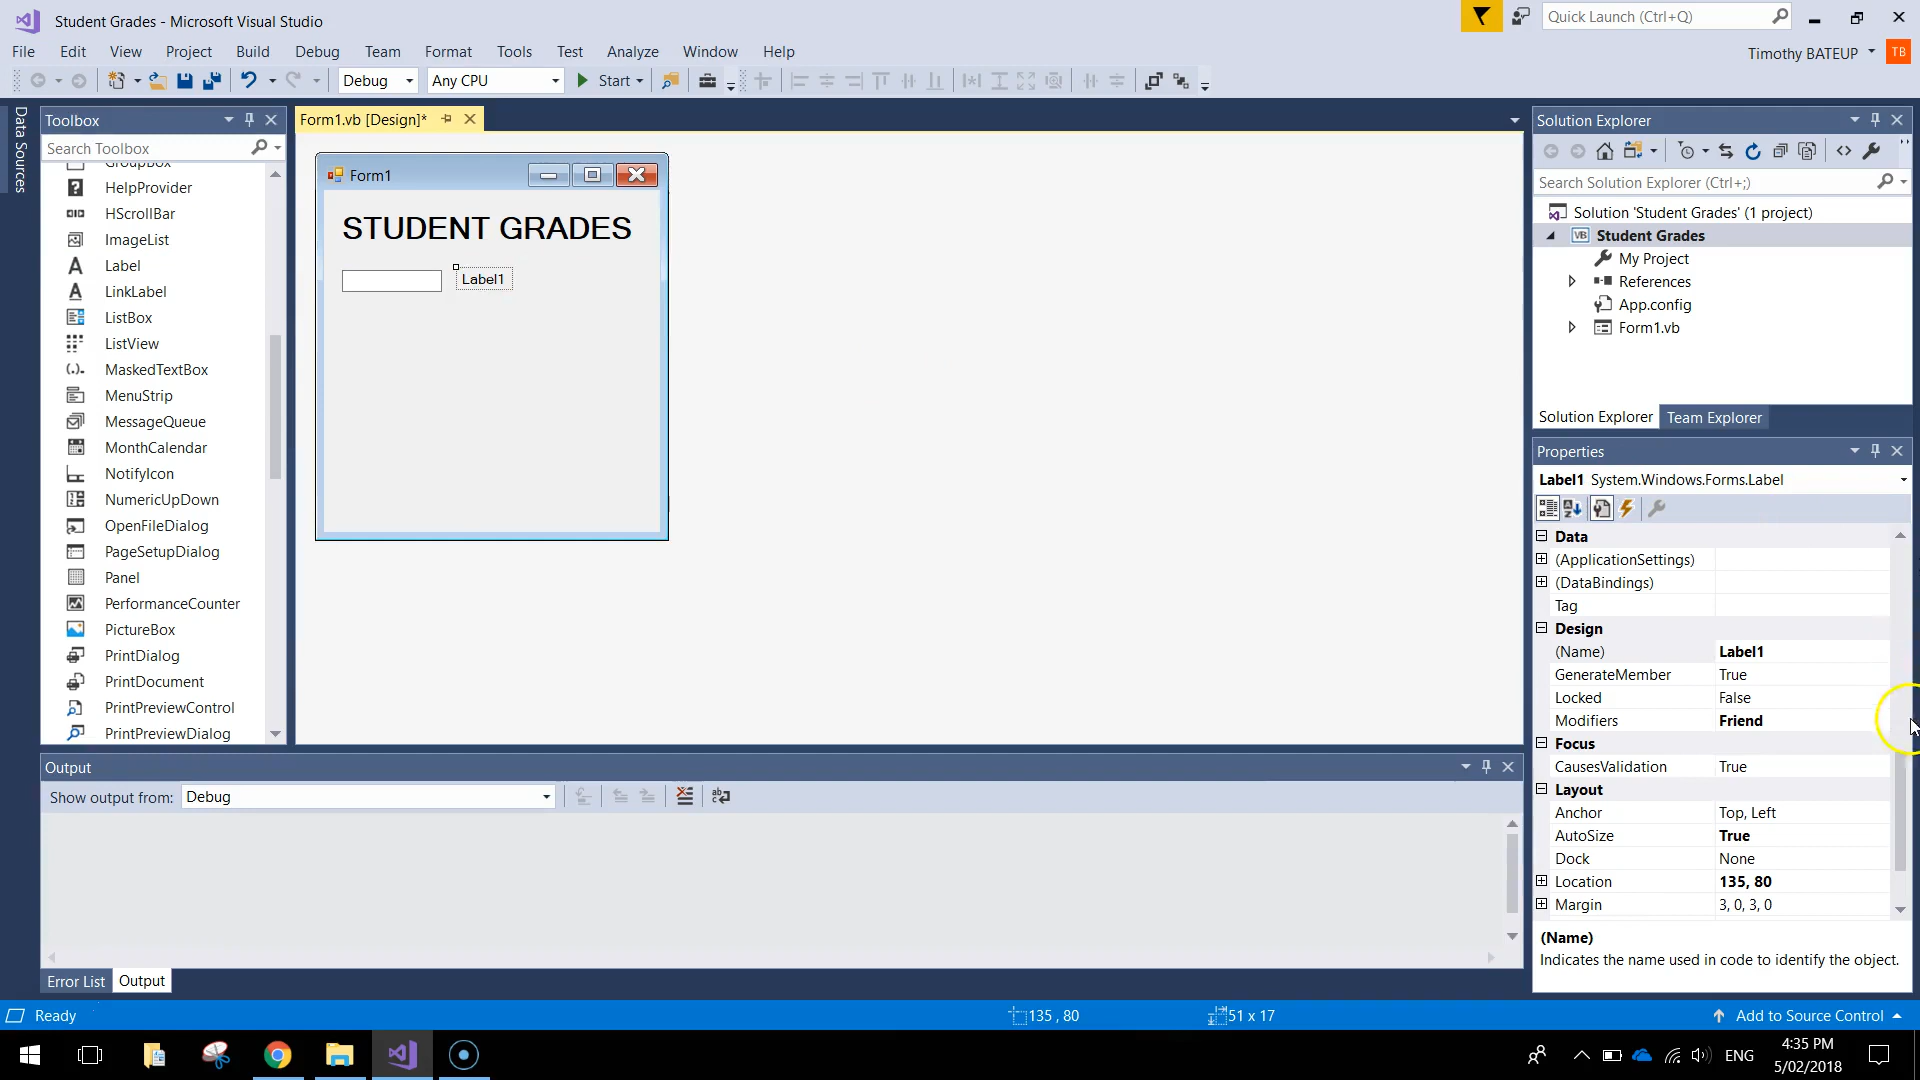 Student Grades - Microsoft Visual Studio
Quick Launch (Ctrl+Q)
File Edit View Project Build Debug Team Format Tools Test Analyze Window Help
Timothy BATEUP TB
Debug Any CPU Start
Data Sources
Toolbox
Search Toolbox
GroupBox
HelpProvider
HScrollBar
ImageList
Label
LinkLabel
ListBox
ListView
MaskedTextBox
MenuStrip
MessageQueue
MonthCalendar
NotifyIcon
NumericUpDown
OpenFileDialog
PageSetupDialog
Panel
PerformanceCounter
PictureBox
PrintDialog
PrintDocument
PrintPreviewControl
PrintPreviewDialog
Form1.vb [Design]*
Form1
STUDENT GRADES
Label1
Solution Explorer
Search Solution Explorer (Ctrl+;)
Solution 'Student Grades' (1 project)
VB Student Grades
My Project
References
App.config
Form1.vb
Solution Explorer Team Explorer
Properties
Label1 System.Windows.Forms.Label
Data
(ApplicationSettings)
(DataBindings)
Tag
Design
(Name) Label1
GenerateMember True
Locked False
Modifiers Friend
Focus
CausesValidation True
Layout
Anchor Top, Left
AutoSize True
Dock None
Location 135, 80
Margin 3, 0, 3, 0
(Name)
Indicates the name used in code to identify the object.
Output
Show output from: Debug
Error List Output
Ready 135 , 80 51 x 17 Add to Source Control
ENG
4:35 PM
5/02/2018